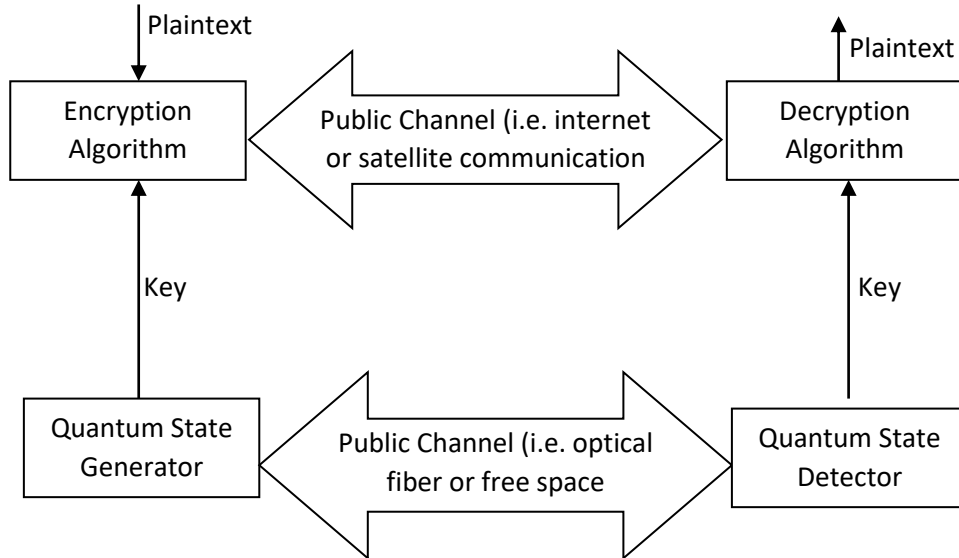 Plaintext
Plaintext
Encryption
Algorithm
Public Channel (i.e. internet
or satellite communication
Decryption
Algorithm
Key
Key
Quantum State
Generator
Public Channel (i.e. optical
fiber or free space
Quantum State
Detector